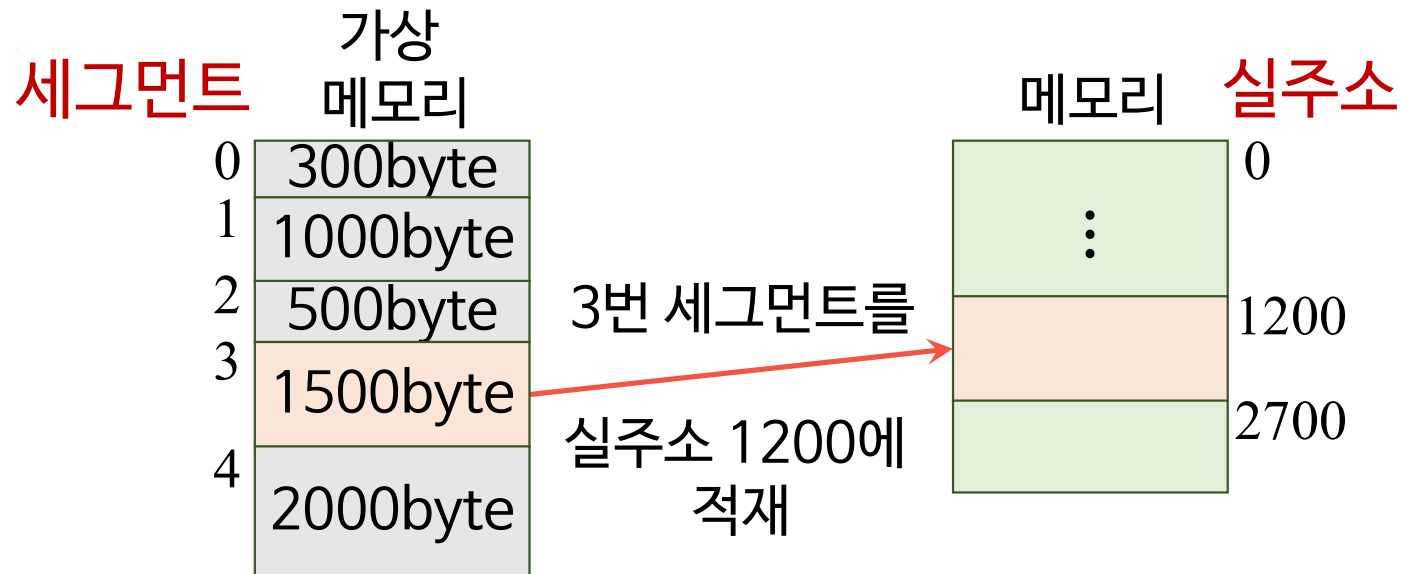 세그먼트
가상
메모리
0
300byte
1
1000byte
2
500byte
3
1500byte
4
2000byte
3번 세그먼트를
실주소 1200에
적재
메모리
실주소
0
⋮
1200
2700